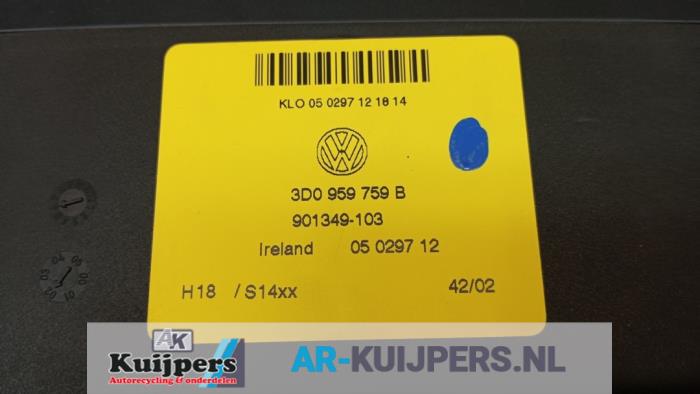 KLO 05 0297 12 18 14
3D0 959 759 B
901349-103
Ireland 05 0297 12
H18 / S14xx 42/02
AK
Kuijpers
Autorecycling & onderdelen
AR-KUIJPERS.NL